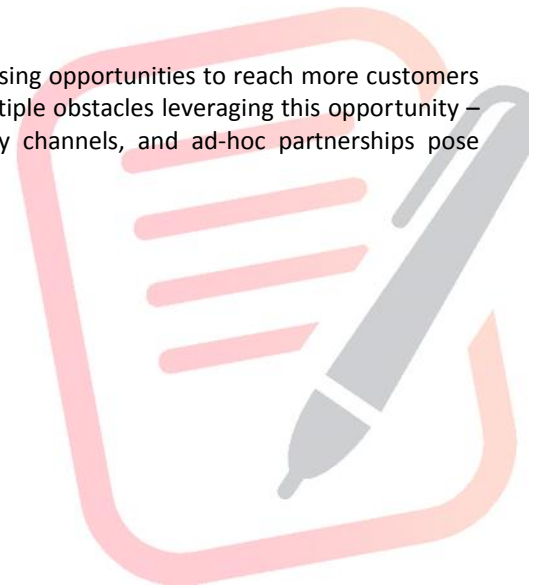 sing opportunities to reach more customers
tiple obstacles leveraging this opportunity –
y channels, and ad-hoc partnerships pose